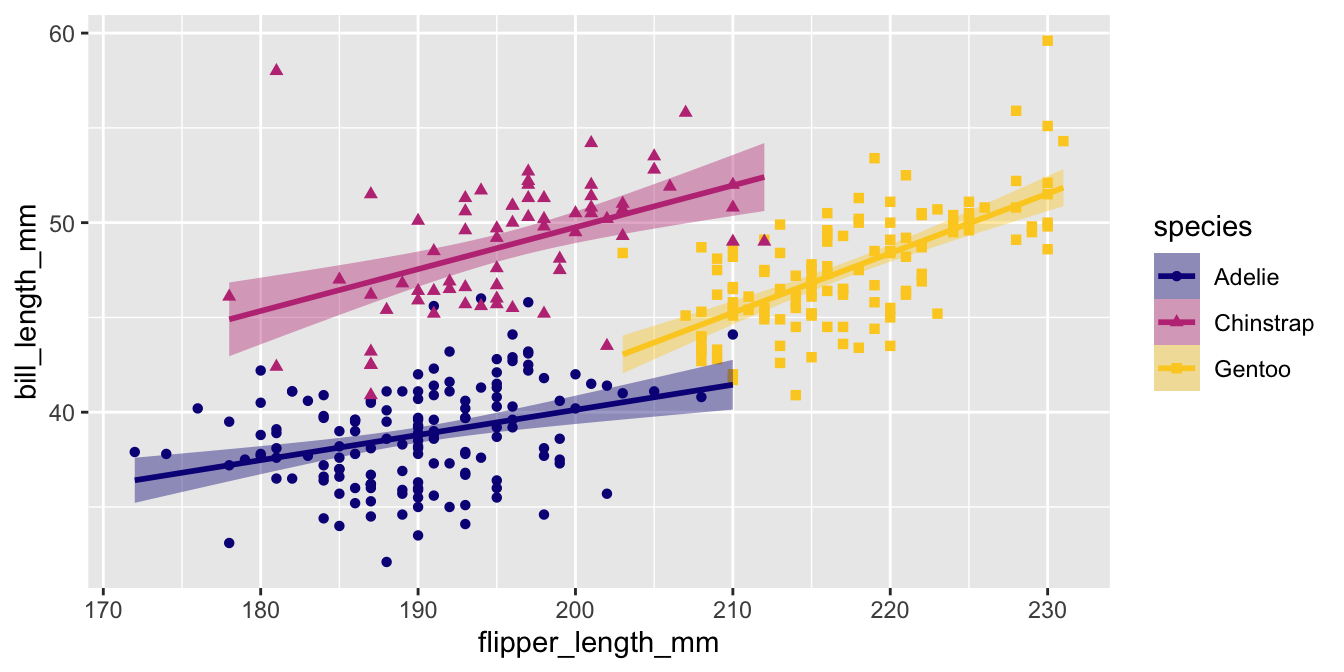 60
50
40
bill_length_mm
170 180 190 200 210 220 230
flipper_length_mm
species
Adelie
Chinstrap
Gentoo